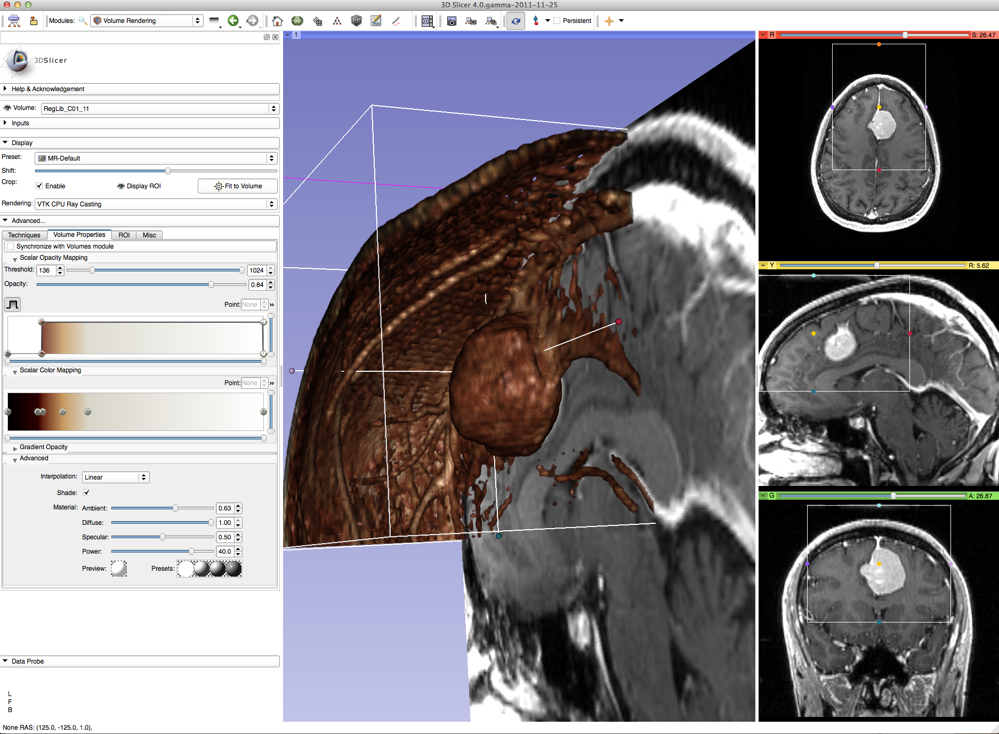 3D Slicer 4.0.gamma-2011-11-25
Modules: Volume Rendering Persistent
3DSlicer
Help & Acknowledgement
Volume: RegLib_C01_11
Inputs
Display
Preset: MR-Default
Shift:
Crop: Enable Display ROI Fit to Volume
Rendering: VTK CPU Ray Casting
Advanced...
Techniques Volume Properties ROI Misc
Synchronize with Volumes module
Scalar Opacity Mapping
Threshold: 136 1024
Opacity: 0.84
Point: None »
Scalar Color Mapping
Point: None »
Gradient Opacity
Advanced
Interpolation: Linear
Shade:
Material: Ambient: 0.63
Diffuse: 1.00
Specular: 0.50
Power: 40.0
Preview: Presets:
Data Probe
L
F
B
None RAS: (125.0, -125.0, 1.0),
1
R S: 26.47
Y R: 5.62
G A: 26.87